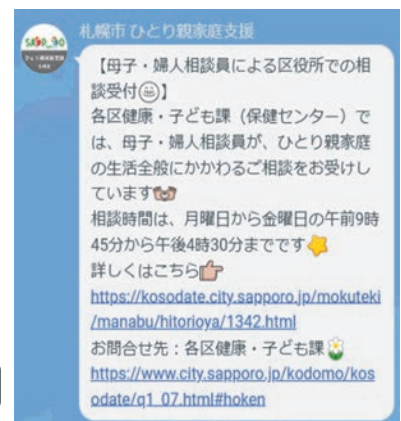 札幌市 ひとり親家庭支援
SAPP_RO
【母子・婦人相談員による区役所での相
談受付】
各区健康・子ども課（保健センター）で
は、母子・婦人相談員が、ひとり親家庭
の生活全般にかかわるご相談をお受けし
ています
相談時間は、月曜日から金曜日の午前9時
45分から午後4時30分までです
詳しくはこちら
https://kosodate.city.sapporo.jp/mokuteki
/manabu/hitorioya/1342.html
お問合せ先：各区健康・子ども課
https://www.city.sapporo.jp/kodomo/kos
odate/q1_07.html#hoken